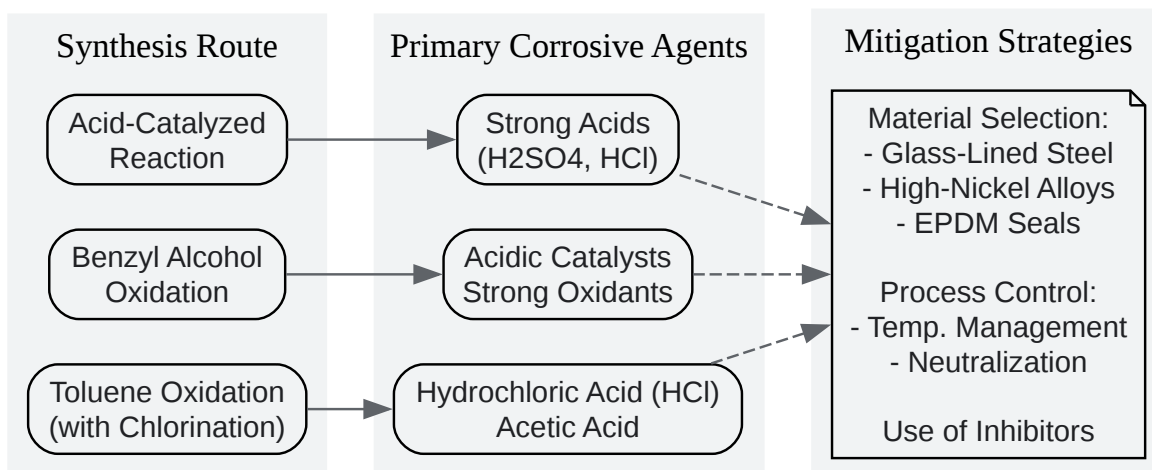 Synthesis Route
Acid-Catalyzed
Reaction
Benzyl Alcohol
Oxidation
Toluene Oxidation
(with Chlorination)
Primary Corrosive Agents
Strong Acids
(H2SO4, HCl)
Acidic Catalysts
Strong Oxidants
Hydrochloric Acid (HCl)
Acetic Acid
Mitigation Strategies
Material Selection:
- Glass-Lined Steel
- High-Nickel Alloys
- EPDM Seals
Process Control:
- Temp. Management
- Neutralization
Use of Inhibitors